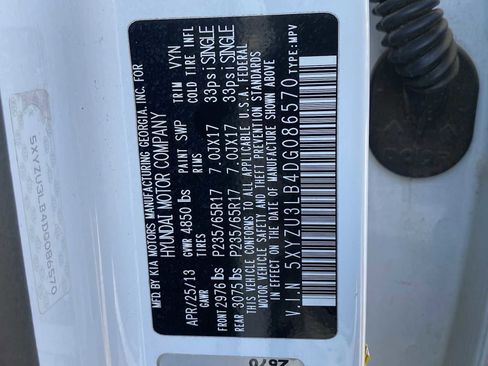 MFD BY KIA MOTORS MANUFACTURING GEORGIA, INC. FOR
HYUNDAI MOTOR COMPANY
APR/25/13 GVWR 4850 lbs PAINT SWP TRIM VYN
GAWR TIRES RIMS COLD TIRE INFL
FRONT 2976 lbs P235/65R17 7.0JX17 33psi:SINGLE
REAR 3075 lbs P235/65R17 7.0JX17 33psi:SINGLE
THIS VEHICLE CONFORMS TO ALL APPLICABLE U.S.A. FEDERAL
MOTOR VEHICLE SAFETY BUMPER, AND THEFT PREVENTION STANDARDS
IN EFFECT ON THE DATE OF MANUFACTURE SHOWN ABOVE
V.I.N 5XYZU3LB4DG086570 TYPE:MPV
5XYZU3LB4DG086570